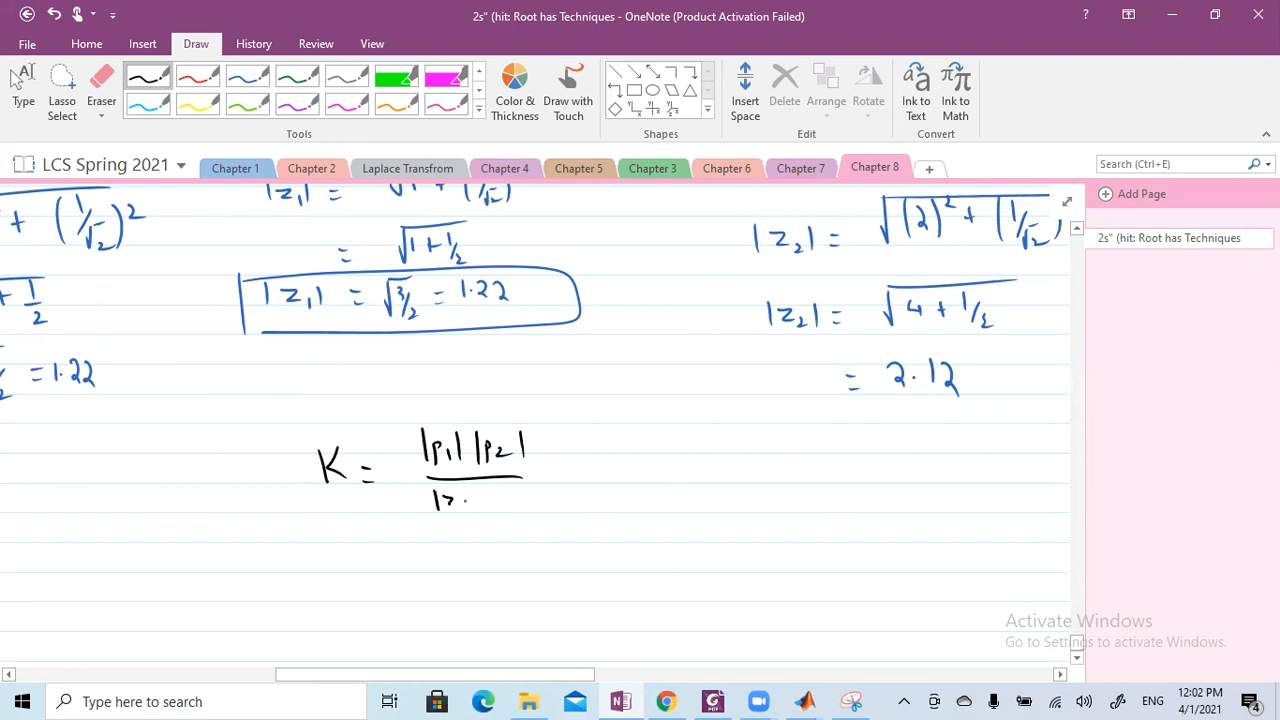 2s" (hit: Root has Techniques - OneNote (Product Activation Failed)
File Home Insert Draw History Review View
Type Lasso Select Eraser Color & Thickness Draw with Touch Insert Space Delete Arrange Rotate Ink to Text Ink to Math
Tools Shapes Edit Convert
LCS Spring 2021 Chapter 1 Chapter 2 Laplace Transfrom Chapter 4 Chapter 5 Chapter 3 Chapter 6 Chapter 7 Chapter 8 Search (Ctrl+E)
Add Page
2s" (hit: Root has Techniques
+ (1/√2)²
|z₁| = √1 + (1/√2)
|z₂| = √(2)² + (1/√2)
= √1 + 1/2
+ 1/2
|z₁| = √3/2 = 1.22
|z₂| = √4 + 1/2
= 1.22
= 2.12
K = |p₁| |p₂|
Activate Windows
Go to Settings to activate Windows.
Type here to search
ENG
12:02 PM
4/1/2021
4